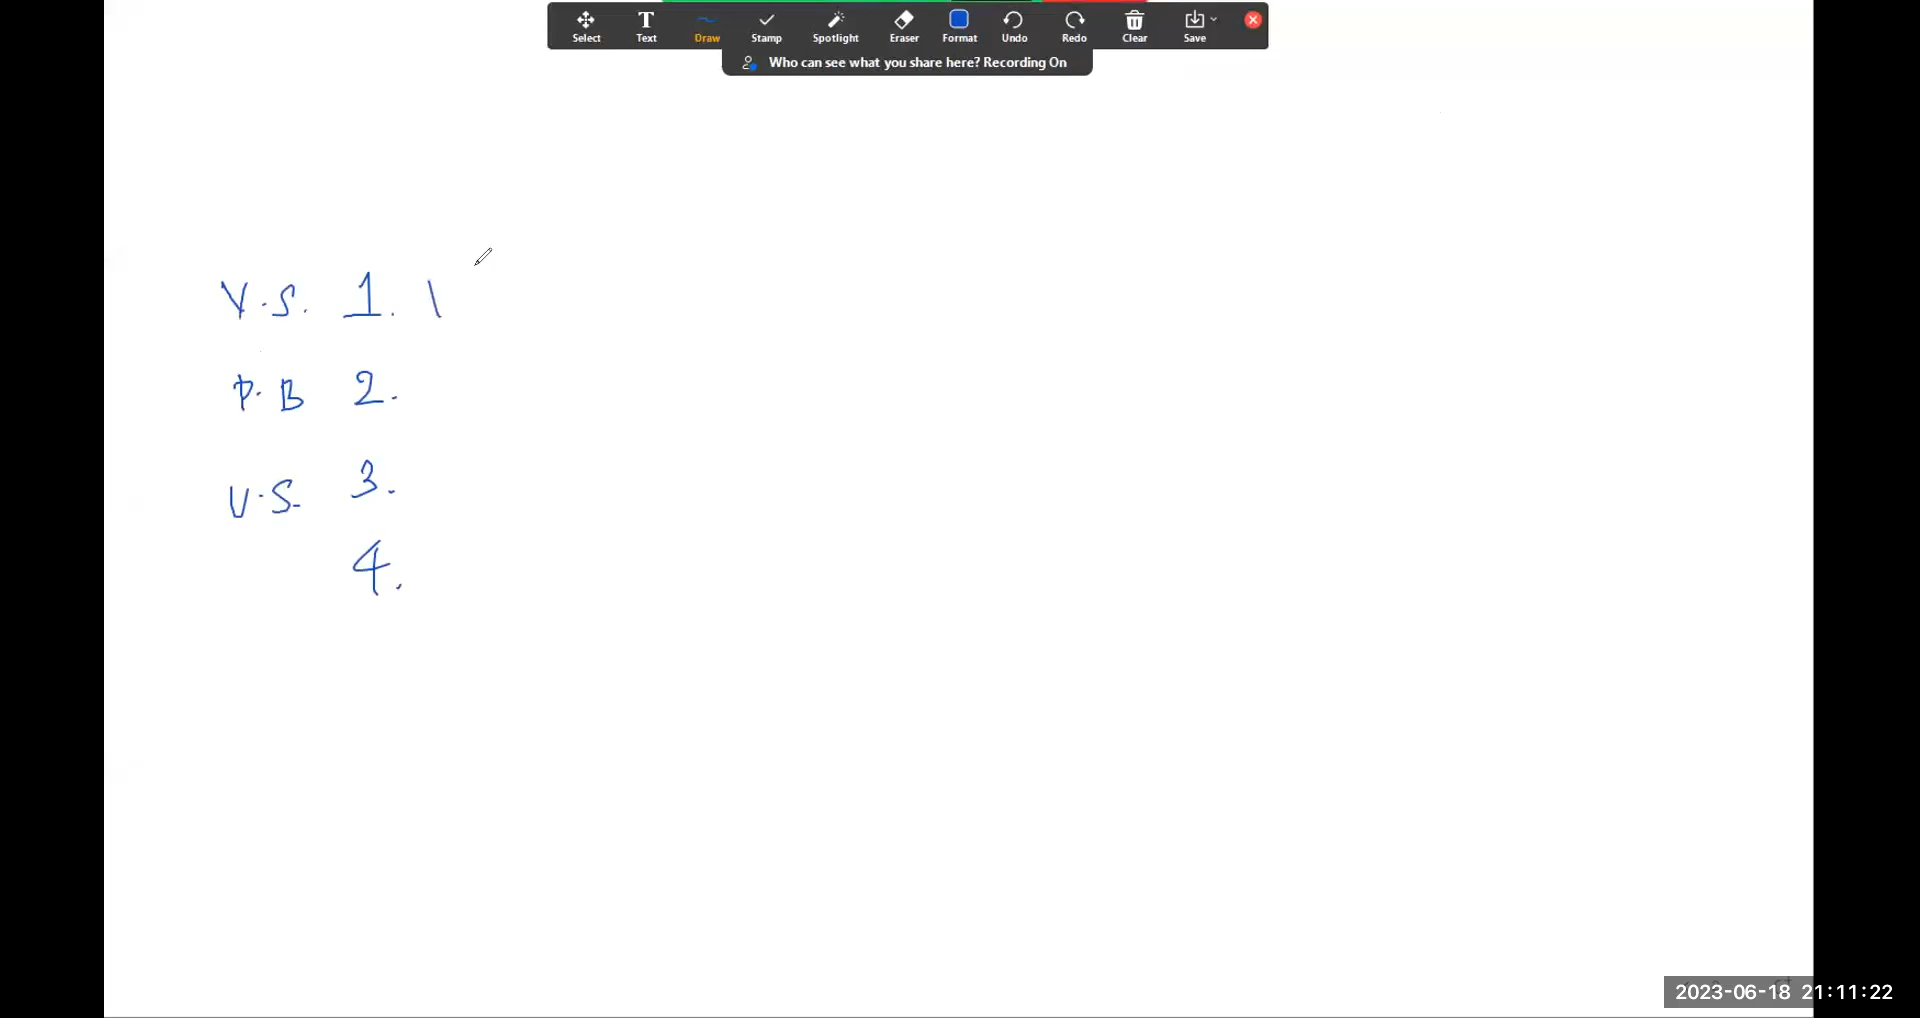 Select Text Draw Stamp Spotlight Eraser Format Undo Redo Clear Save
Who can see what you share here? Recording On
V.S. 1. \
P.B 2.
V.S. 3.
4.
2023-06-18 21:11:22